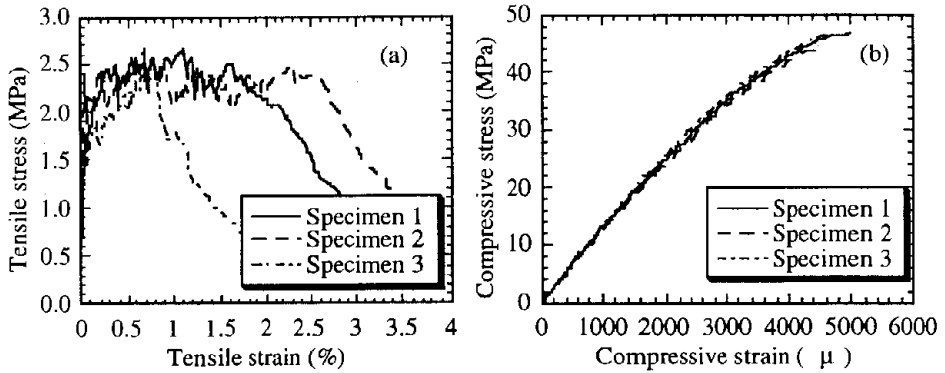 3.0
2.5
2.0
1.5
1.0
0.5
0.0
Tensile stress (MPa)
(a)
Specimen 1
Specimen 2
Specimen 3
0 0.5 1 1.5 2 2.5 3 3.5 4
Tensile strain (%)
50
40
30
20
10
0
Compressive stress (MPa)
(b)
Specimen 1
Specimen 2
Specimen 3
0 1000 2000 3000 4000 5000 6000
Compressive strain ( μ )